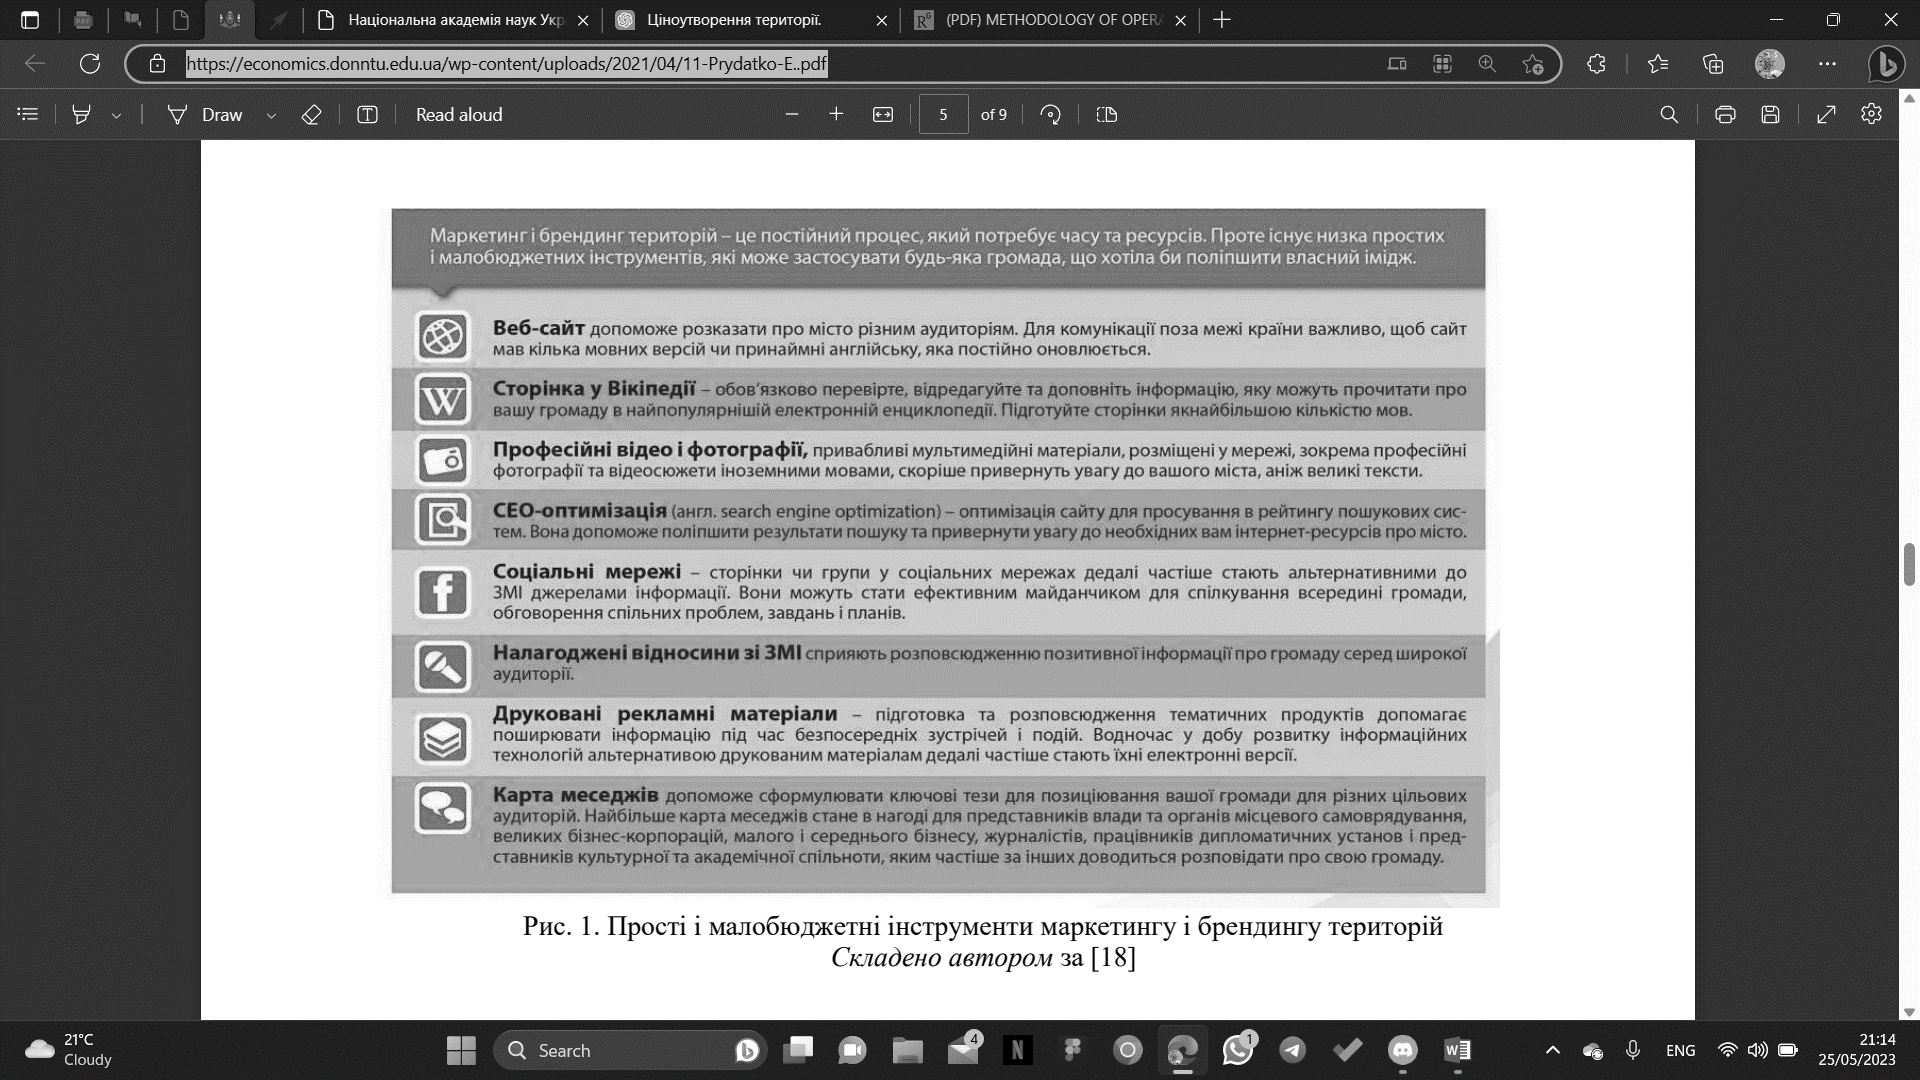 Національна академія наук Укр
Ціноутворення території.
(PDF) METHODOLOGY OF OPERA
https://economics.donntu.edu.ua/wp-content/uploads/2021/04/11-Prydatko-E..pdf
Draw
Read aloud
5 of 9
Маркетинг і брендинг територій – це постійний процес, який потребує часу та ресурсів. Проте існує низка простих
і малобюджетних інструментів, які може застосувати будь-яка громада, що хотіла би поліпшити власний імідж.
Веб-сайт допоможе розказати про місто різним аудиторіям. Для комунікації поза межі країни важливо, щоб сайт
мав кілька мовних версій чи принаймні англійську, яка постійно оновлюється.
Сторінка у Вікіпедії – обов’язково перевірте, відредагуйте та доповніть інформацію, яку можуть прочитати про
вашу громаду в найпопулярнішій електронній енциклопедії. Підготуйте сторінки якнайбільшою кількістю мов.
Професійні відео і фотографії, привабливі мультимедійні матеріали, розміщені у мережі, зокрема професійні
фотографії та відеосюжети іноземними мовами, скоріше привернуть увагу до вашого міста, аніж великі тексти.
СЕО-оптимізація (англ. search engine optimization) – оптимізація сайту для просування в рейтингу пошукових сис-
тем. Вона допоможе поліпшити результати пошуку та привернути увагу до необхідних вам інтернет-ресурсів про місто.
Соціальні мережі – сторінки чи групи у соціальних мережах дедалі частіше стають альтернативними до
ЗМІ джерелами інформації. Вони можуть стати ефективним майданчиком для спілкування всередині громади,
обговорення спільних проблем, завдань і планів.
Налагоджені відносини зі ЗМІ сприяють розповсюдженню позитивної інформації про громаду серед широкої
аудиторії.
Друковані рекламні матеріали – підготовка та розповсюдження тематичних продуктів допомагає
поширювати інформацію під час безпосередніх зустрічей і подій. Водночас у добу розвитку інформаційних
технологій альтернативою друкованим матеріалам дедалі частіше стають їхні електронні версії.
Карта меседжів допоможе сформулювати ключові тези для позиціювання вашої громади для різних цільових
аудиторій. Найбільше карта меседжів стане в нагоді для представників влади та органів місцевого самоврядування,
великих бізнес-корпорацій, малого і середнього бізнесу, журналістів, працівників дипломатичних установ і пред-
ставників культурної та академічної спільноти, яким частіше за інших доводиться розповідати про свою громаду.
Рис. 1. Прості і малобюджетні інструменти маркетингу і брендингу територій
Складено автором за [18]
21°C
Cloudy
Search
4
1
ENG
21:14
25/05/2023